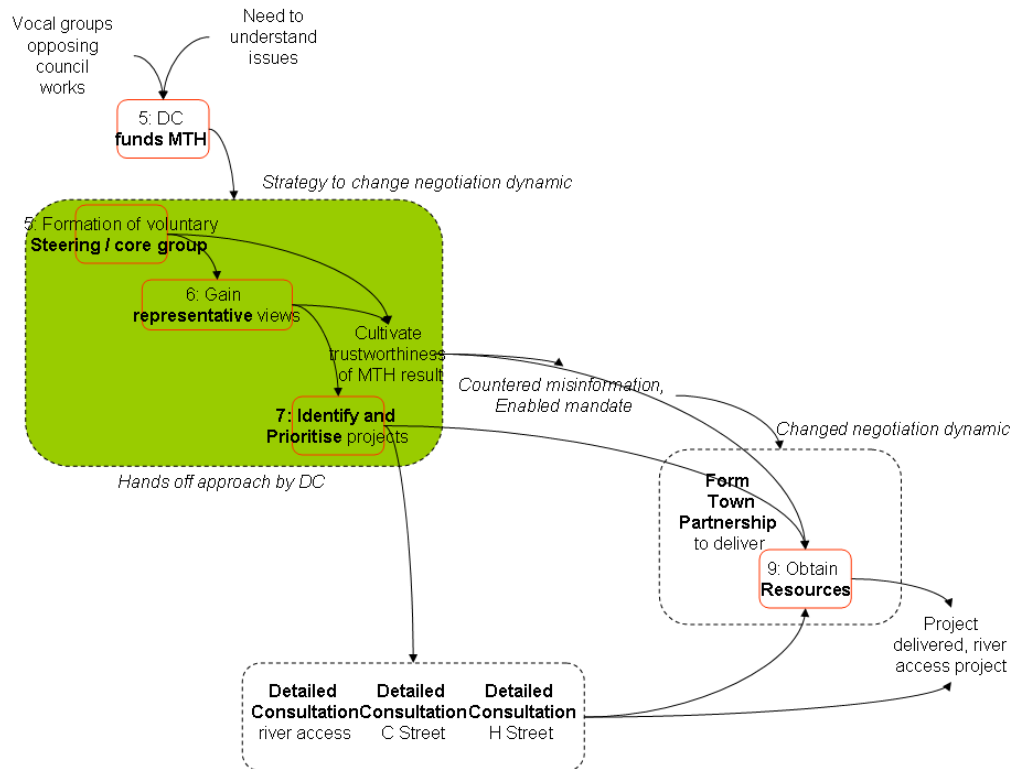 Vocal groups
opposing
council
works
Need to
understand
issues
5: DC
funds MTH
Strategy to change negotiation dynamic
5: Formation of voluntary
Steering / core group
6: Gain
representative views
Cultivate
trustworthiness
of MTH result
Countered misinformation,
Enabled mandate
7: Identify and
Prioritise projects
Changed negotiation dynamic
Hands off approach by DC
Form
Town
Partnership
to deliver
9: Obtain
Resources
Project
delivered, river
access project
Detailed
Consultation
river access
Detailed
Consultation
C Street
Detailed
Consultation
H Street